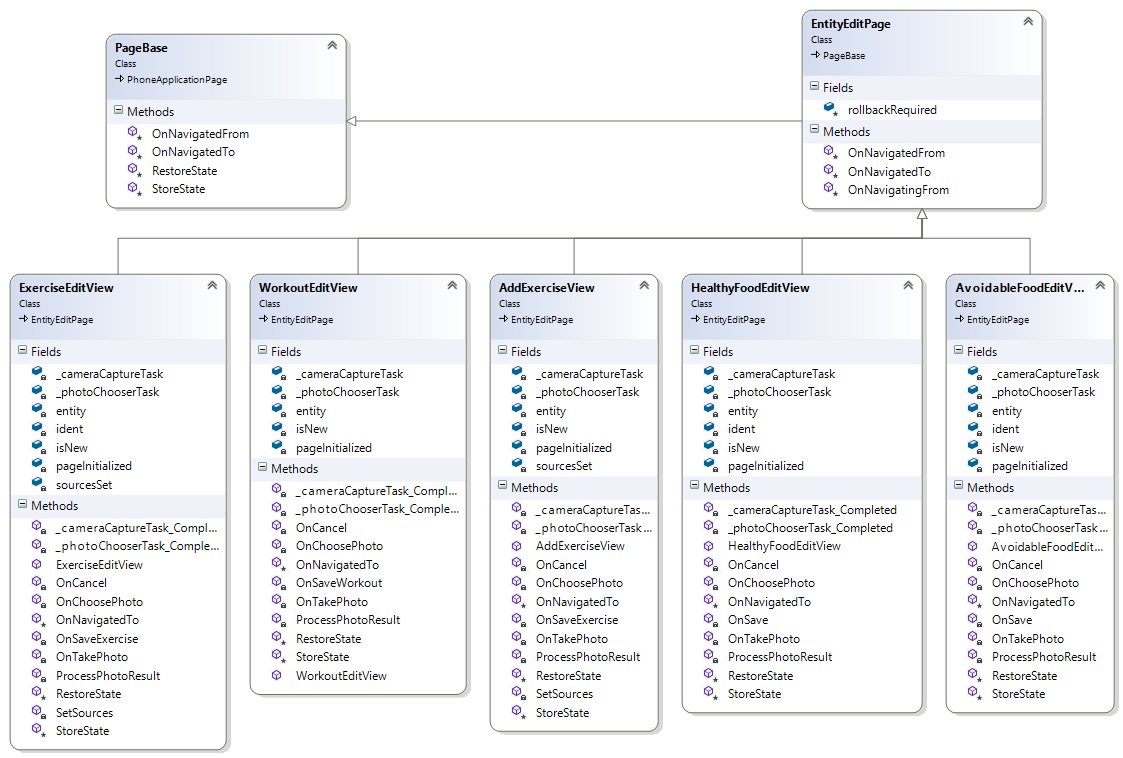 PageBase
Class
PhoneApplicationPage
Methods
OnNavigatedFrom
OnNavigatedTo
RestoreState
StoreState
EntityEditPage
Class
PageBase
Fields
rollbackRequired
Methods
OnNavigatedFrom
OnNavigatedTo
OnNavigatingFrom
ExerciseEditView
Class
EntityEditPage
Fields
_cameraCaptureTask
_photoChooserTask
entity
ident
isNew
pageInitialized
sourcesSet
Methods
_cameraCaptureTask_Compl...
_photoChooserTask_Comple...
ExerciseEditView
OnCancel
OnChoosePhoto
OnNavigatedTo
OnSaveExercise
OnTakePhoto
ProcessPhotoResult
RestoreState
SetSources
StoreState
WorkoutEditView
Class
EntityEditPage
Fields
_cameraCaptureTask
_photoChooserTask
entity
isNew
pageInitialized
Methods
_cameraCaptureTask_Compl...
_photoChooserTask_Comple...
OnCancel
OnChoosePhoto
OnNavigatedTo
OnSaveWorkout
OnTakePhoto
ProcessPhotoResult
RestoreState
StoreState
WorkoutEditView
AddExerciseView
Class
EntityEditPage
Fields
_cameraCaptureTask
_photoChooserTask
entity
isNew
pageInitialized
sourcesSet
Methods
_cameraCaptureTas...
_photoChooserTask...
AddExerciseView
OnCancel
OnChoosePhoto
OnNavigatedTo
OnSaveExercise
OnTakePhoto
ProcessPhotoResult
RestoreState
SetSources
StoreState
HealthyFoodEditView
Class
EntityEditPage
Fields
_cameraCaptureTask
_photoChooserTask
entity
ident
isNew
pageInitialized
Methods
_cameraCaptureTask_Completed
_photoChooserTask_Completed
HealthyFoodEditView
OnCancel
OnChoosePhoto
OnNavigatedTo
OnSave
OnTakePhoto
ProcessPhotoResult
RestoreState
StoreState
AvoidableFoodEditV...
Class
EntityEditPage
Fields
_cameraCaptureTask
_photoChooserTask
entity
ident
isNew
pageInitialized
Methods
_cameraCaptureTas...
_photoChooserTask...
AvoidableFoodEdit...
OnCancel
OnChoosePhoto
OnNavigatedTo
OnSave
OnTakePhoto
ProcessPhotoResult
RestoreState
StoreState